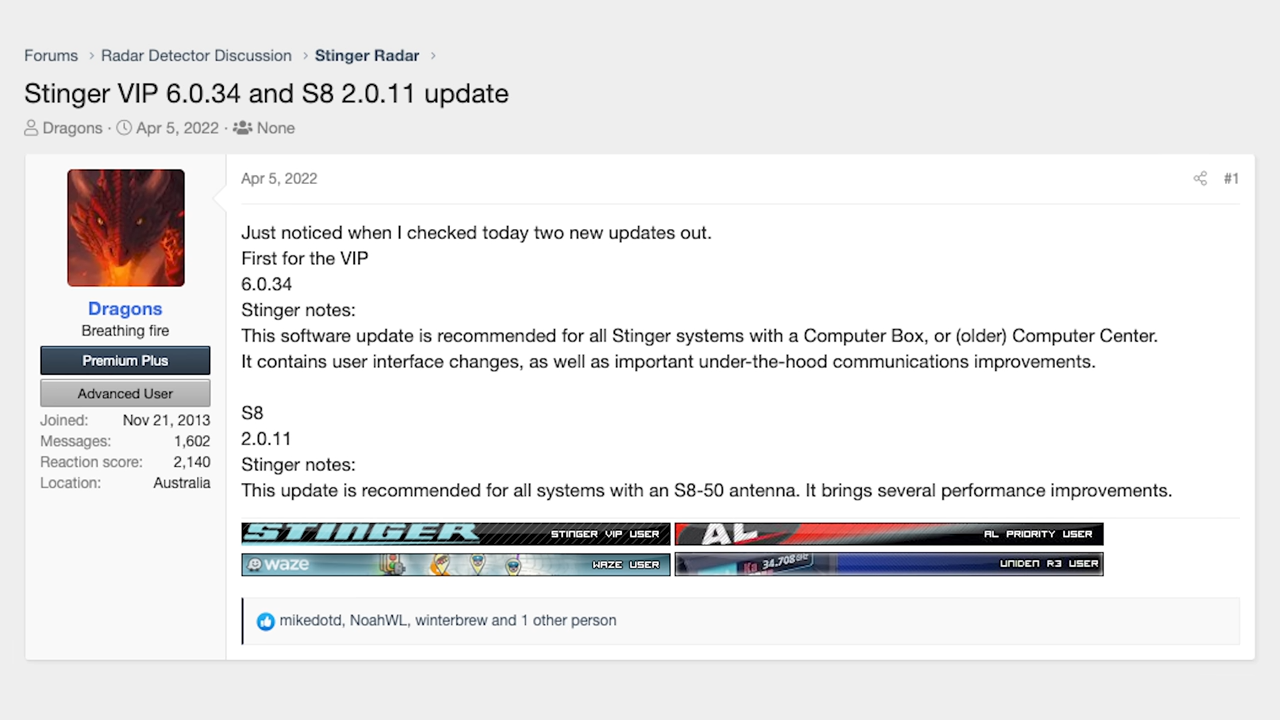 Forums > Radar Detector Discussion > Stinger Radar >
Stinger VIP 6.0.34 and S8 2.0.11 update
Dragons · Apr 5, 2022 · None
Dragons
Breathing fire
Premium Plus
Advanced User
Joined: Nov 21, 2013
Messages: 1,602
Reaction score: 2,140
Location: Australia
Apr 5, 2022 #1
Just noticed when I checked today two new updates out.
First for the VIP
6.0.34
Stinger notes:
This software update is recommended for all Stinger systems with a Computer Box, or (older) Computer Center.
It contains user interface changes, as well as important under-the-hood communications improvements.
S8
2.0.11
Stinger notes:
This update is recommended for all systems with an S8-50 antenna. It brings several performance improvements.
STINGER STINGER VIP USER AL AL PRIORITY USER
waze WAZE USER Ka 34.708 GHz UNIDEN R3 USER
mikedotd, NoahWL, winterbrew and 1 other person